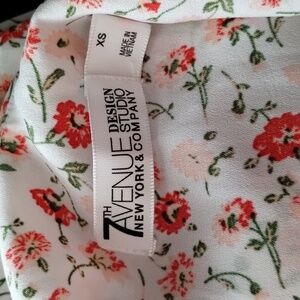 XS
MADE IN
VIETNAM
7TH
AVENUE
DESIGN
STUDIO
NEW YORK & COMPANY